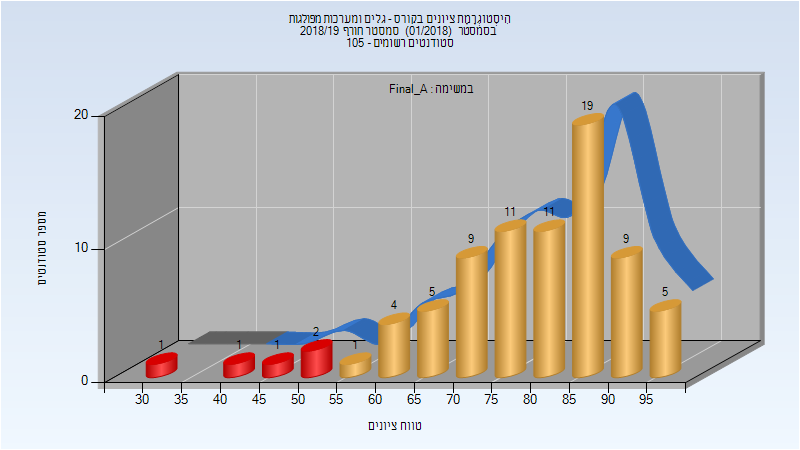 היסטוגרמת ציונים בקורס - גלים ומערכות מפולגות
בסמסטר (01/2018) סמסטר חורף 2018/19
סטודנטים רשומים - 105
במשימה : Final_A
מספר סטודנטים
20
10
0
1
1
1
2
1
4
5
9
11
11
19
9
5
30 35 40 45 50 55 60 65 70 75 80 85 90 95
טווח ציונים